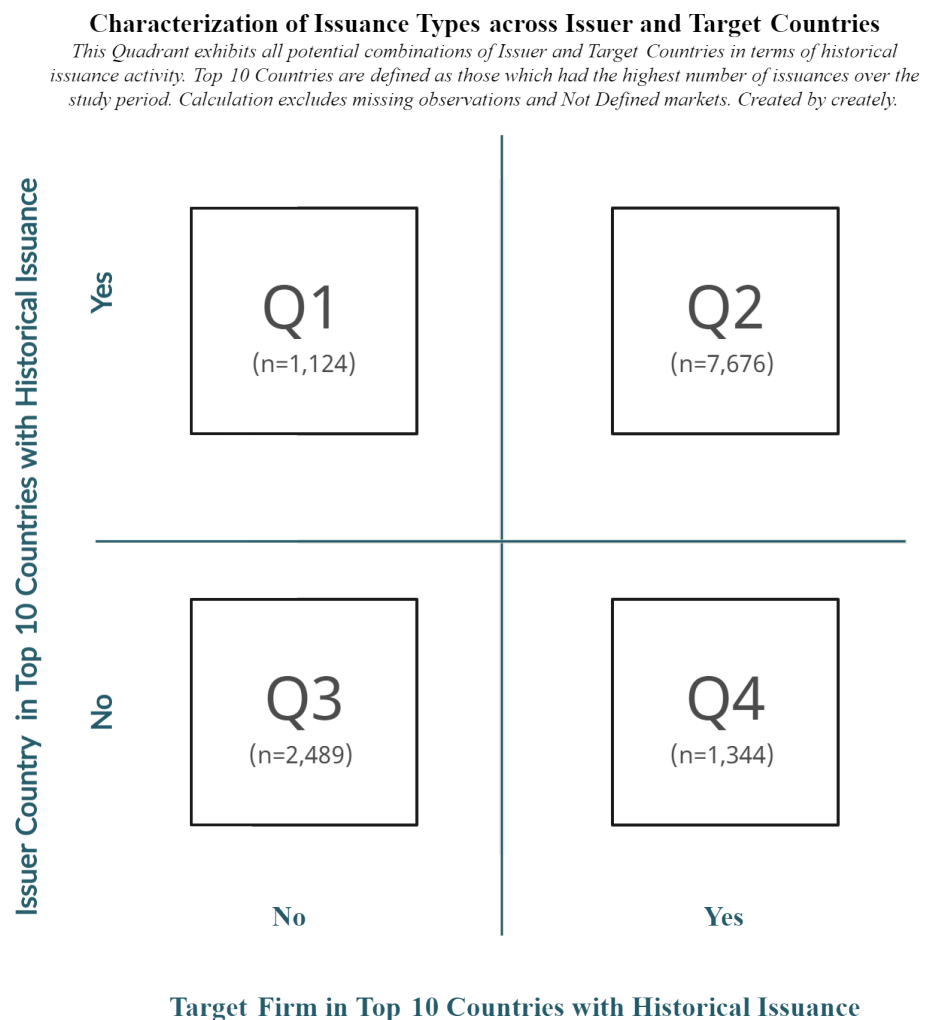 Characterization of Issuance Types across Issuer and Target Countries
This Quadrant exhibits all potential combinations of Issuer and Target Countries in terms of historical
issuance activity. Top 10 Countries are defined as those which had the highest number of issuances over the
study period. Calculation excludes missing observations and Not Defined markets. Created by creately.
Issuer Country in Top 10 Countries with Historical Issuance
Yes
Q1
(n=1,124)
Q2
(n=7,676)
No
Q3
(n=2,489)
Q4
(n=1,344)
No
Yes
Target Firm in Top 10 Countries with Historical Issuance